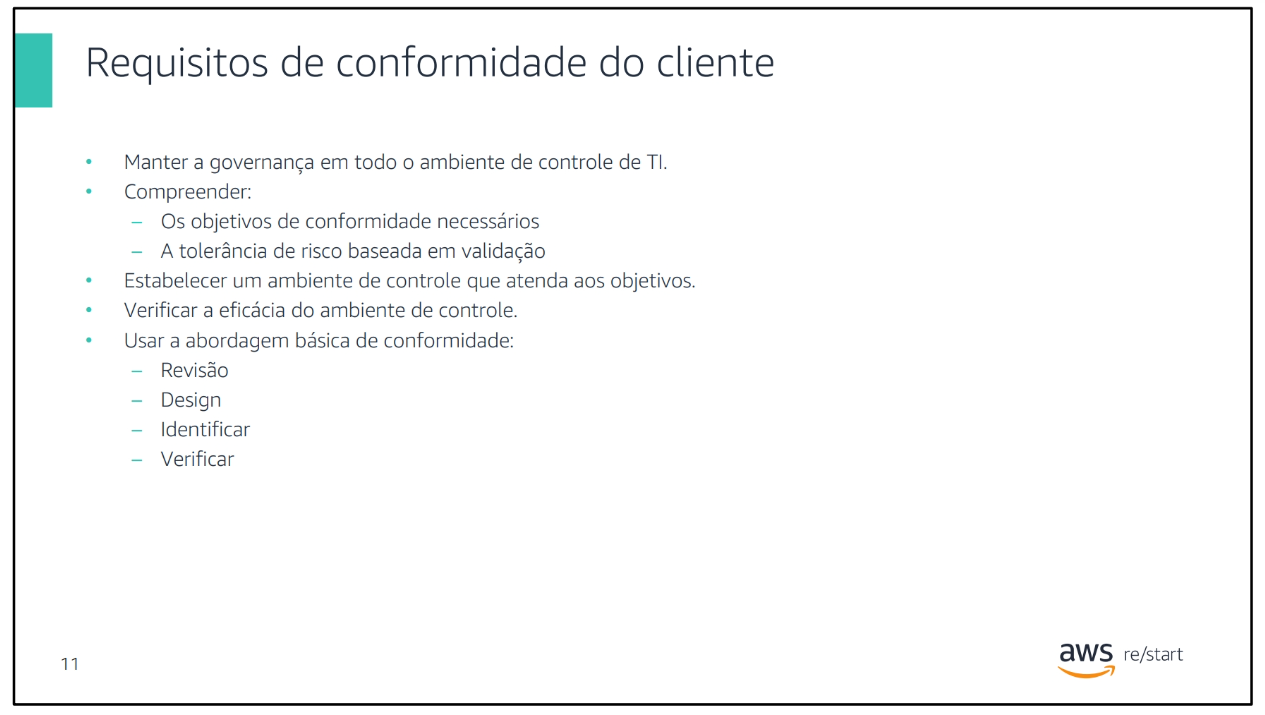 Requisitos de conformidade do cliente
• Manter a governança em todo o ambiente de controle de TI.
• Compreender:
– Os objetivos de conformidade necessários
– A tolerância de risco baseada em validação
• Estabelecer um ambiente de controle que atenda aos objetivos.
• Verificar a eficácia do ambiente de controle.
• Usar a abordagem básica de conformidade:
– Revisão
– Design
– Identificar
– Verificar
11
aws re/start